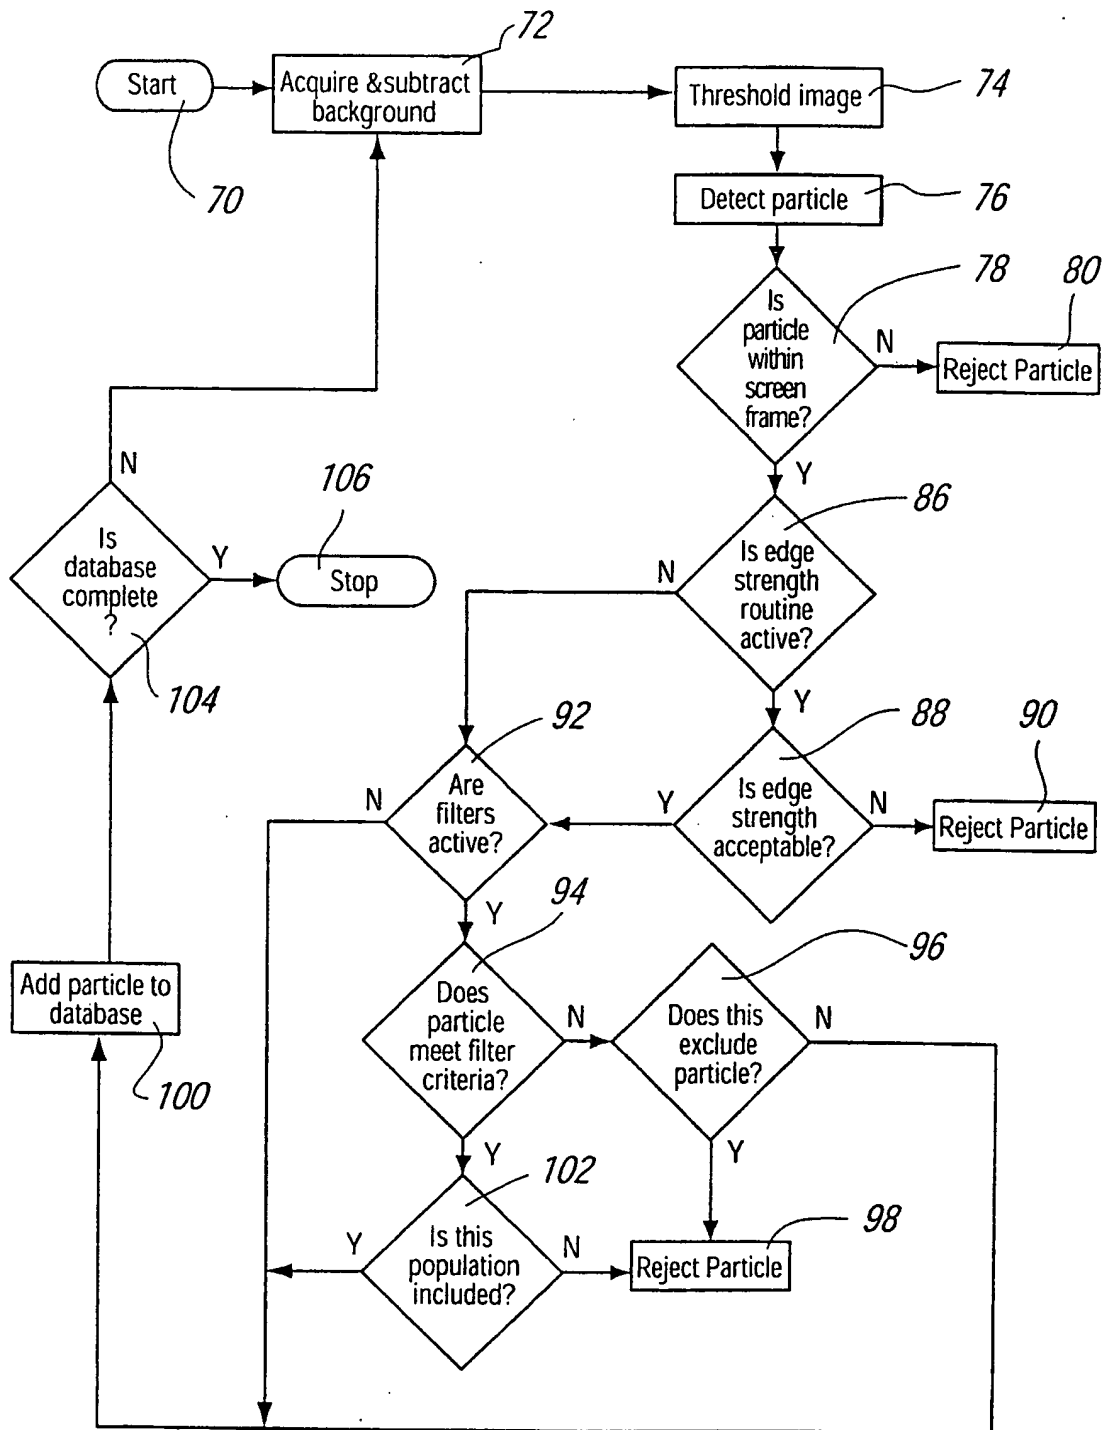 72
Start
Acquire & subtract
background
Threshold image
74
70
Detect particle
76
78
80
Is
particle
within
screen
frame?
N
Reject Particle
Y
N
106
86
Is
database
complete
?
Y
Stop
Is edge
strength
routine
active?
N
104
Y
92
88
90
Are
filters
active?
N
Y
Is edge
strength
acceptable?
N
Reject Particle
Y
94
96
Add particle to
database
100
Does
particle
meet filter
criteria?
N
Does this
exclude
particle?
N
Y
102
Y
98
Y
Is this
population
included?
N
Reject Particle